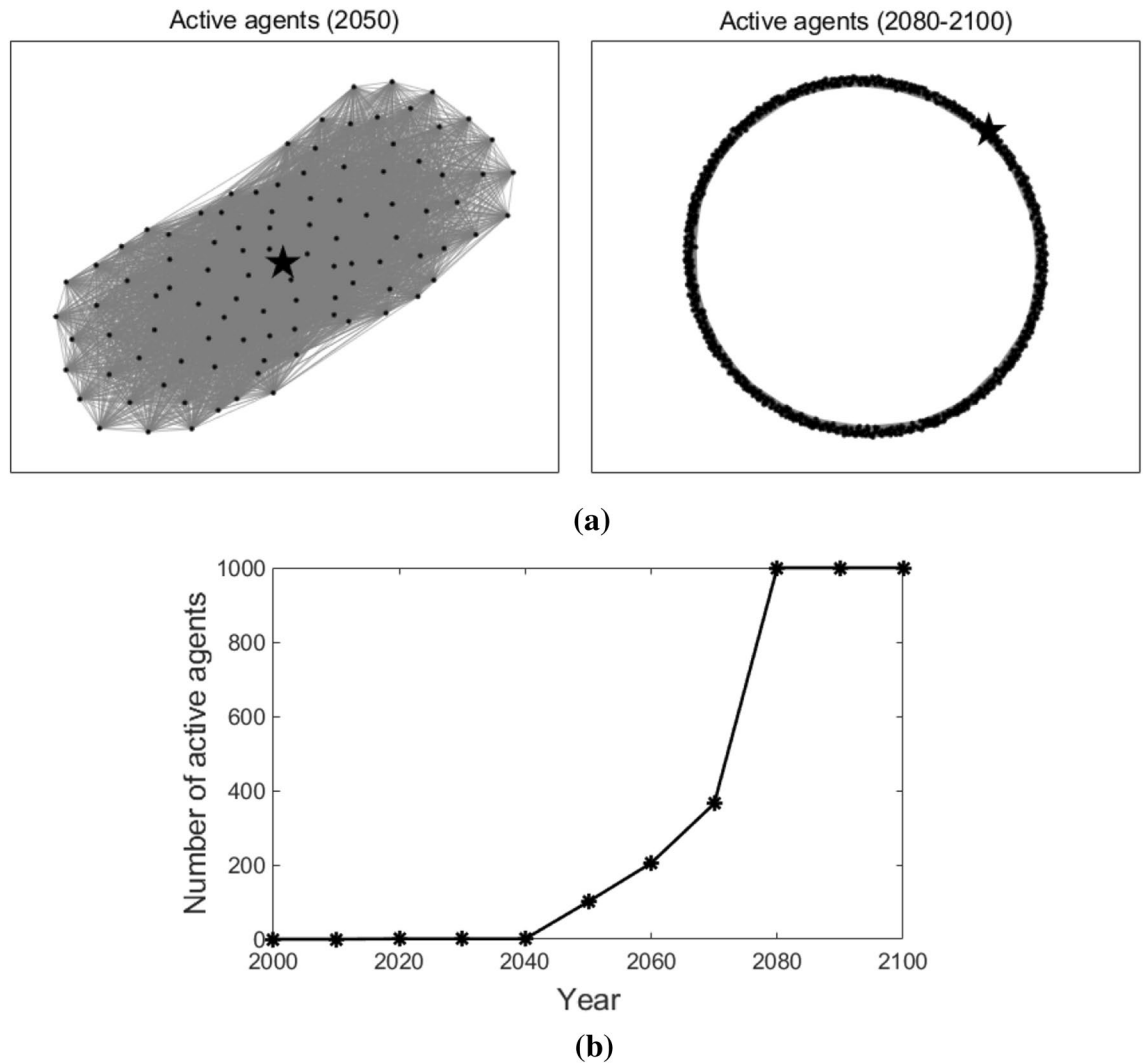 Active agents (2050) Active agents (2080-2100)
(a)
1000
800
600
400
200
0
Number of active agents
2000 2020 2040 2060 2080 2100
Year
(b)